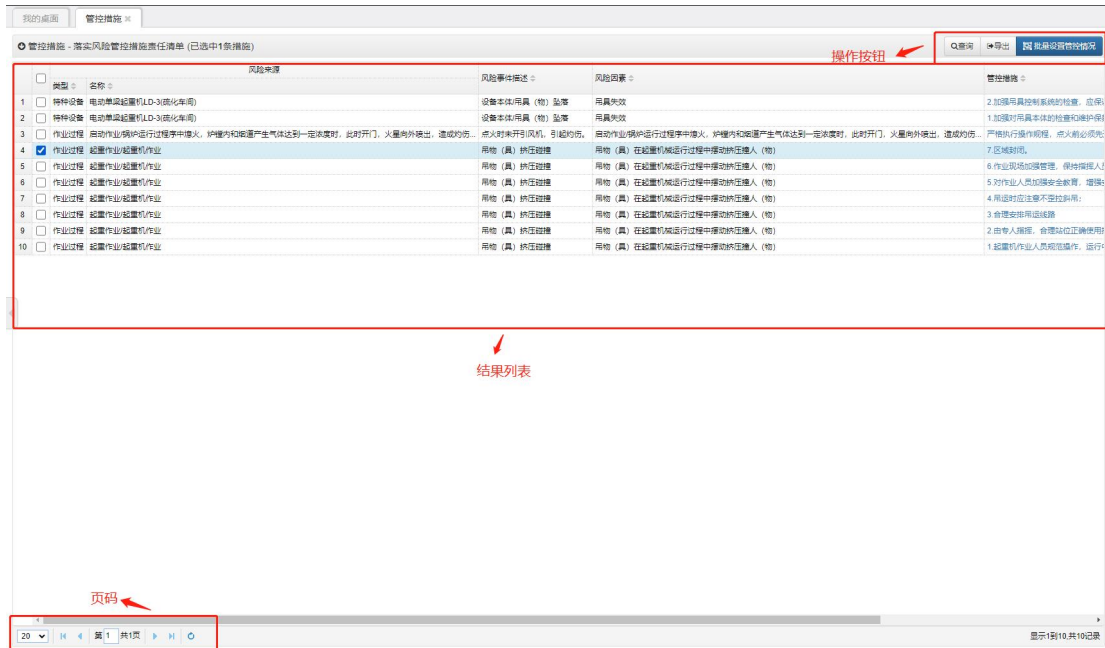 我的桌面 管控措施
管控措施 - 落实风险管控措施责任清单 (已选中1条措施) 查询 导出 批量设置管控情况
操作按钮
风险来源 风险事件描述 风险因素 管控措施
类型 名称
1 特种设备 电动单梁起重机LD-3(硫化车间) 设备本体/吊具（物）坠落 吊具失效 2.加强吊具控制系统的检查，应保
2 特种设备 电动单梁起重机LD-3(硫化车间) 设备本体/吊具（物）坠落 吊具失效 1.加强对吊具本体的检查和维护保
3 作业过程 启动作业/锅炉运行过程序中熄火，炉镗内和烟道产生气体达到一定浓度时，此时开门，火星向外喷出，造成灼伤... 点火时未开引风机，引起灼伤。 启动作业/锅炉运行过程序中熄火，炉镗内和烟道产生气体达到一定浓度时，此时开门，火星向外喷出，造成灼伤... 严格执行操作规程，点火前必须先
4 作业过程 起重作业/起重机作业 吊物（具）挤压碰撞 吊物（具）在起重机械运行过程中摆动挤压撞人（物） 7.区域封闭。
5 作业过程 起重作业/起重机作业 吊物（具）挤压碰撞 吊物（具）在起重机械运行过程中摆动挤压撞人（物） 6.作业现场加强管理，保持指挥人
6 作业过程 起重作业/起重机作业 吊物（具）挤压碰撞 吊物（具）在起重机械运行过程中摆动挤压撞人（物） 5.对作业人员加强安全教育，增强
7 作业过程 起重作业/起重机作业 吊物（具）挤压碰撞 吊物（具）在起重机械运行过程中摆动挤压撞人（物） 4.吊运时应注意不歪拉斜吊；
8 作业过程 起重作业/起重机作业 吊物（具）挤压碰撞 吊物（具）在起重机械运行过程中摆动挤压撞人（物） 3.合理安排吊运线路
9 作业过程 起重作业/起重机作业 吊物（具）挤压碰撞 吊物（具）在起重机械运行过程中摆动挤压撞人（物） 2.由专人指挥，合理站位正确使用
10 作业过程 起重作业/起重机作业 吊物（具）挤压碰撞 吊物（具）在起重机械运行过程中摆动挤压撞人（物） 1.起重机作业人员规范操作，运行中
结果列表
页码
20 第 1 共1页 显示1到10,共10记录